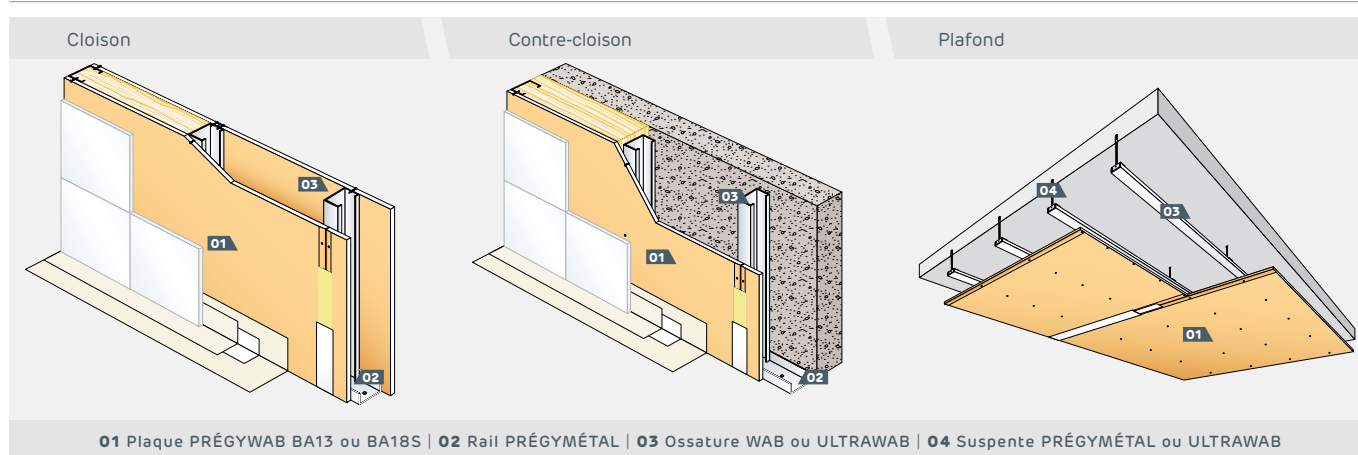 Cloison
Contre-cloison
Plafond
03
01
02
03
01
02
04
03
01
01 Plaque PRÉGYWAB BA13 ou BA18S | 02 Rail PRÉGYMÉTAL | 03 Ossature WAB ou ULTRAWAB | 04 Suspente PRÉGYMÉTAL ou ULTRAWAB